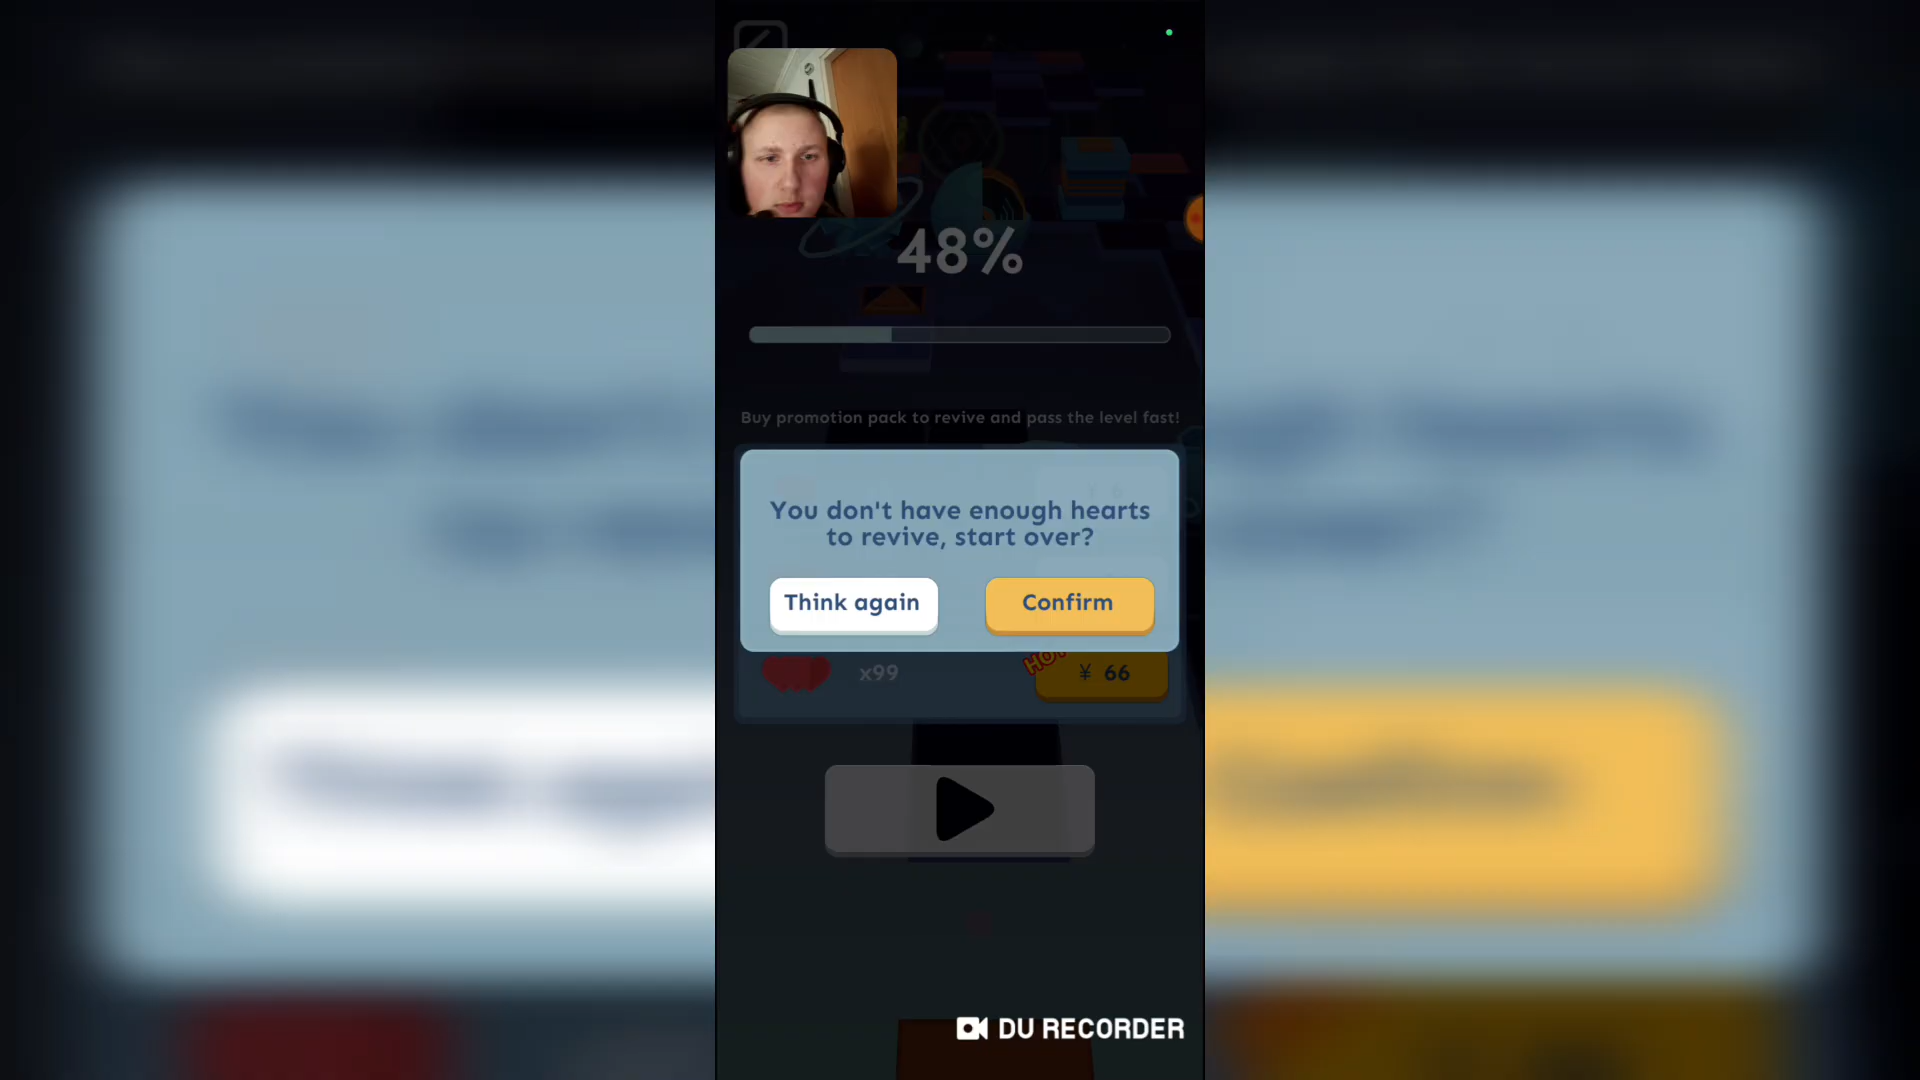 48%
Buy promotion pack to revive and pass the level fast!
You don't have enough hearts
to revive, start over?
Think again
Confirm
x99
HOT
¥ 66
DU RECORDER